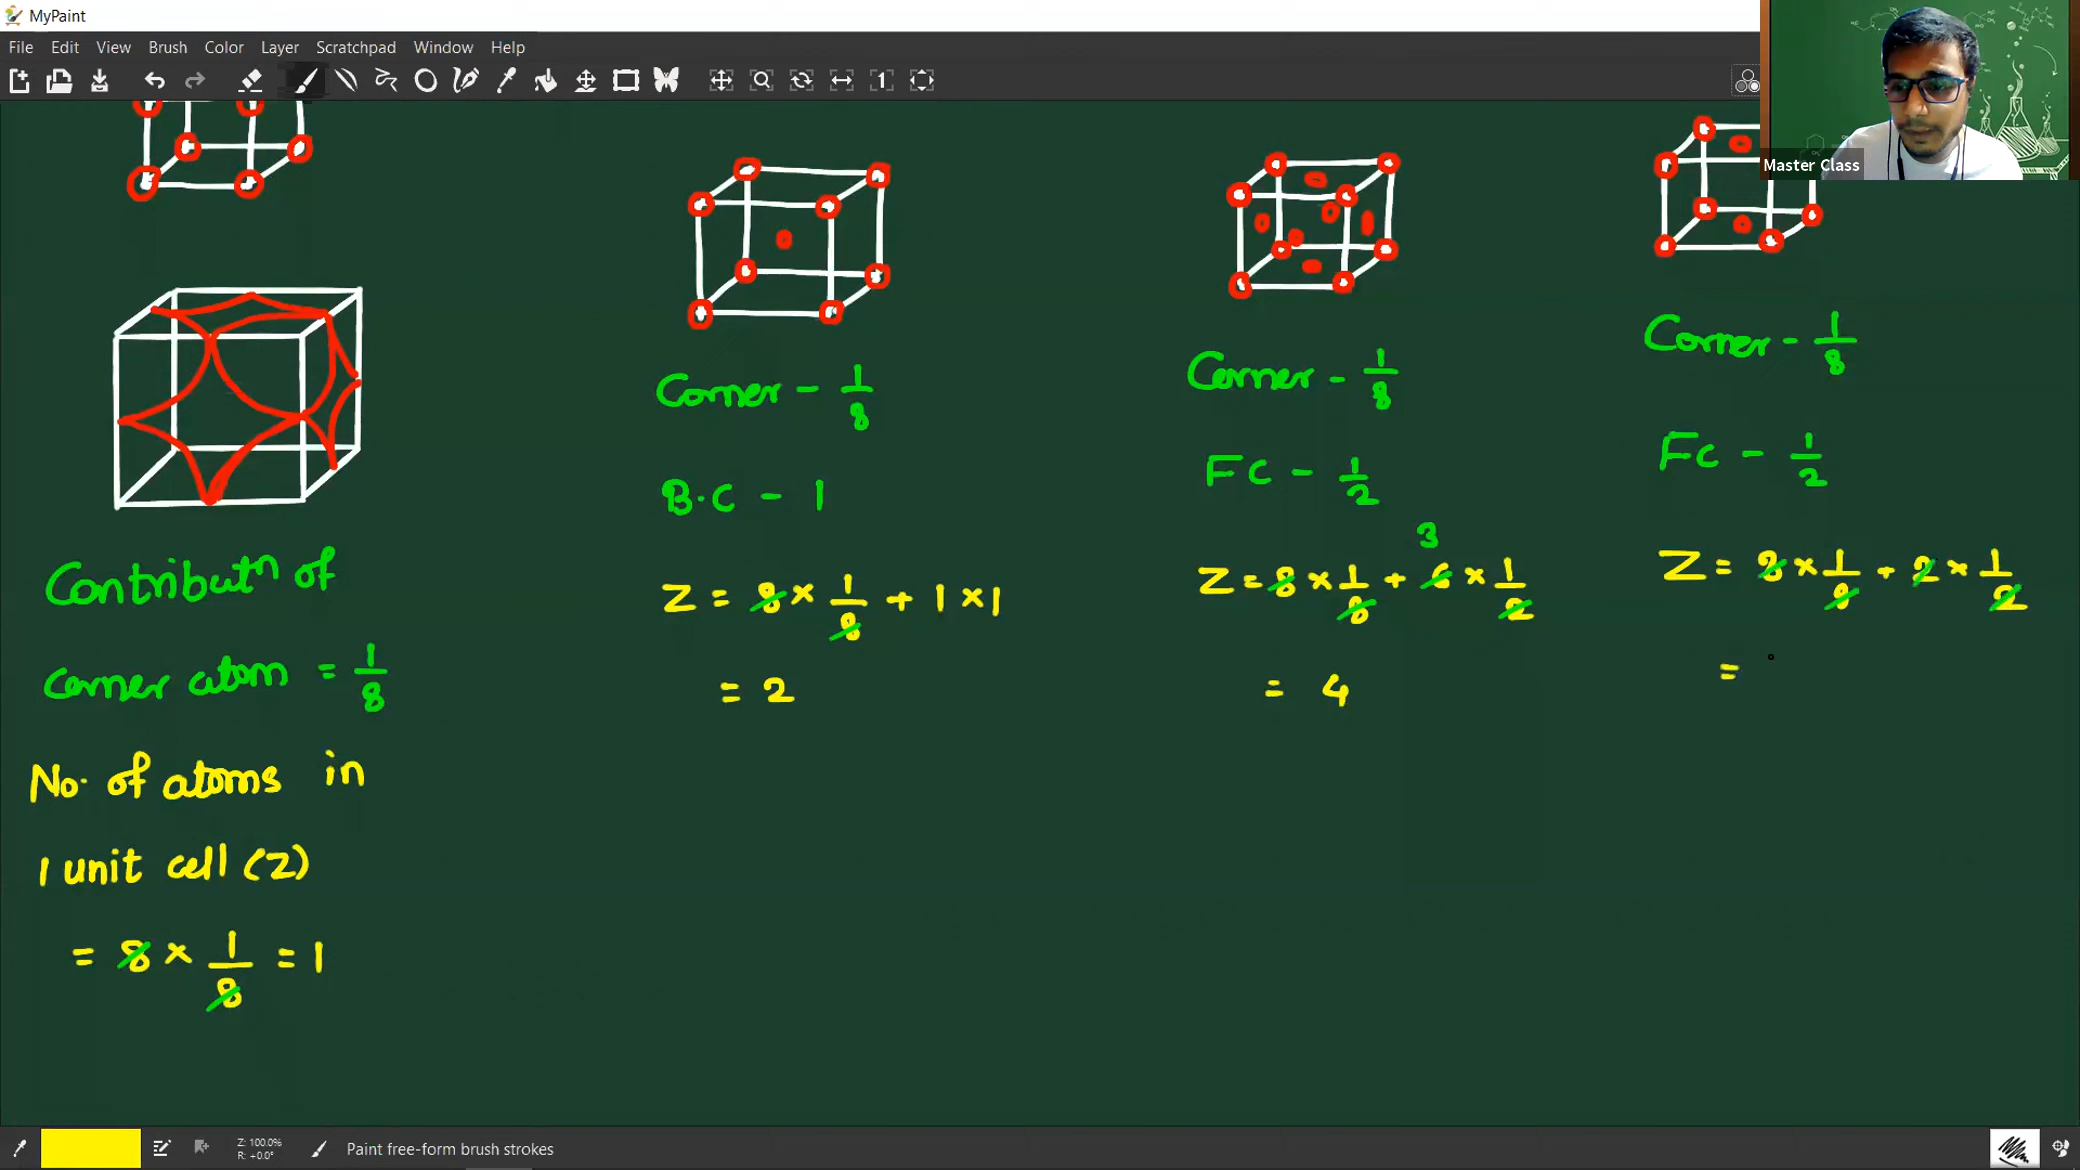 MyPaint
File Edit View Brush Color Layer Scratchpad Window Help
Master Class
Contributn of
corner atom = 1/8
No. of atoms in
1 unit cell (Z)
= 8 × 1/8 = 1
Corner - 1/8
B.C - 1
Z = 8 × 1/8 + 1 × 1
= 2
Corner - 1/8
FC - 1/2
3
Z = 8 × 1/8 + 6 × 1/2
= 4
Corner - 1/8
FC - 1/2
Z = 8 × 1/8 + 2 × 1/2
=
Z: 100.0%
R: +0.0°
Paint free-form brush strokes